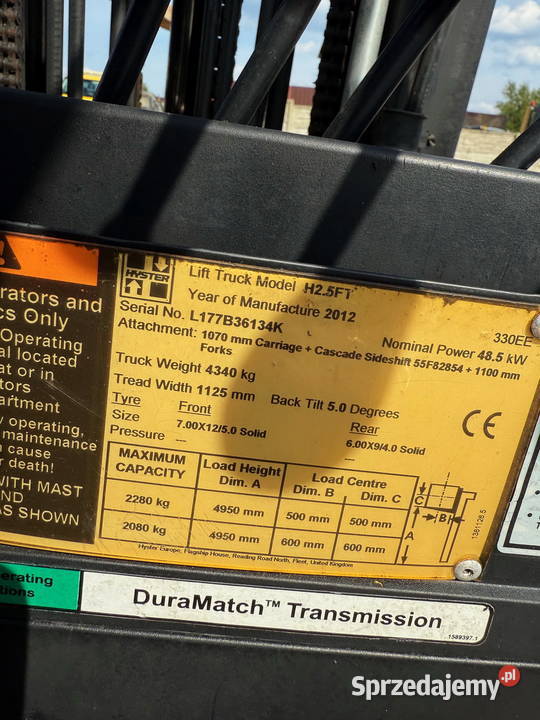 HYSTER
Lift Truck Model H2.5FT
Year of Manufacture 2012
330EE
Serial No. L177B36134K
Nominal Power 48.5 kW
Attachment: 1070 mm Carriage + Cascade Sideshift 55F82854 + 1100 mm
Forks
Truck Weight 4340 kg
Tread Width 1125 mm
Back Tilt 5.0 Degrees
Tyre Front Rear
Size 7.00X12/5.0 Solid 6.00X9/4.0 Solid
Pressure -- --
CE
MAXIMUM CAPACITY Load Height Dim. A Load Centre Dim. B Dim. C
2280 kg 4950 mm 500 mm 500 mm
2080 kg 4950 mm 600 mm 600 mm
C
B
A
Hyster Europe, Flagship House, Reading Road North, Fleet, United Kingdom
erators and
cs Only
Operating
al located
at or in
tors
partment
y operating,
maintenance
r death!
WITH MAST
ND
AS SHOWN
erating
tions
DuraMatch™ Transmission
1589397.1
Sprzedajemy.pl